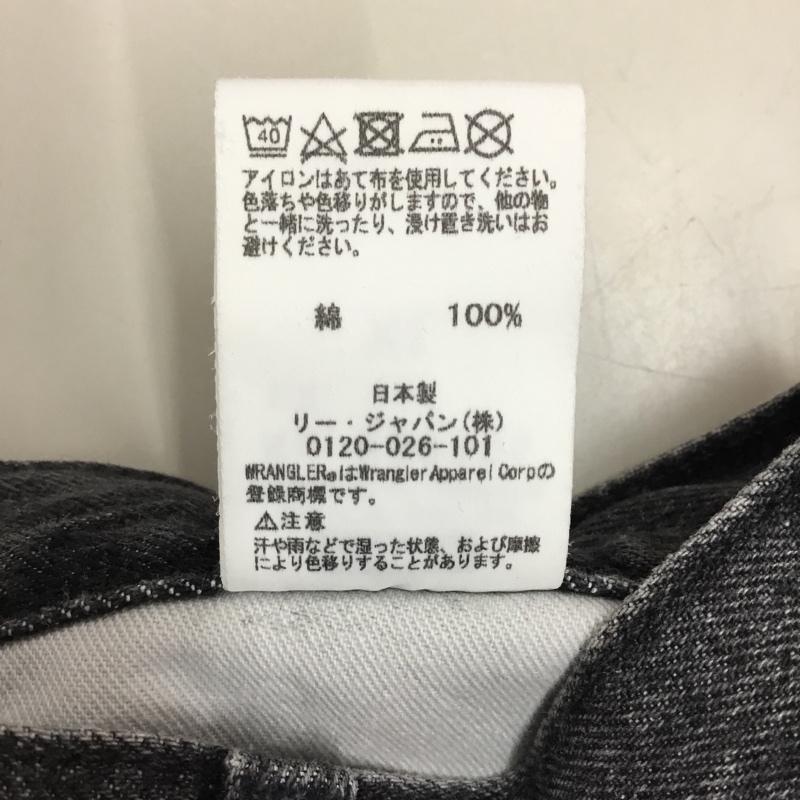 40
アイロンはあて布を使用してください。
色落ちや色移りがしますので、他の物
と一緒に洗ったり、浸け置き洗いはお
避けください。
綿 100%
日本製
リー・ジャパン(株)
0120-026-101
WRANGLER®はWrangler Apparel Corpの
登録商標です。
⚠注意
汗や雨などで湿った状態、および摩擦
により色移りすることがあります。